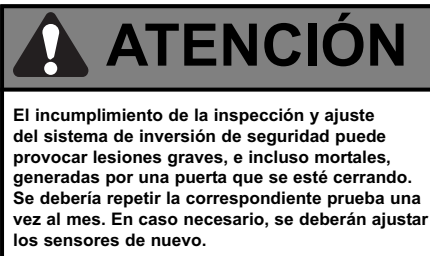 ATENCIÓN
El incumplimiento de la inspección y ajuste
del sistema de inversión de seguridad puede
provocar lesiones graves, e incluso mortales,
generadas por una puerta que se esté cerrando.
Se debería repetir la correspondiente prueba una
vez al mes. En caso necesario, se deberán ajustar
los sensores de nuevo.